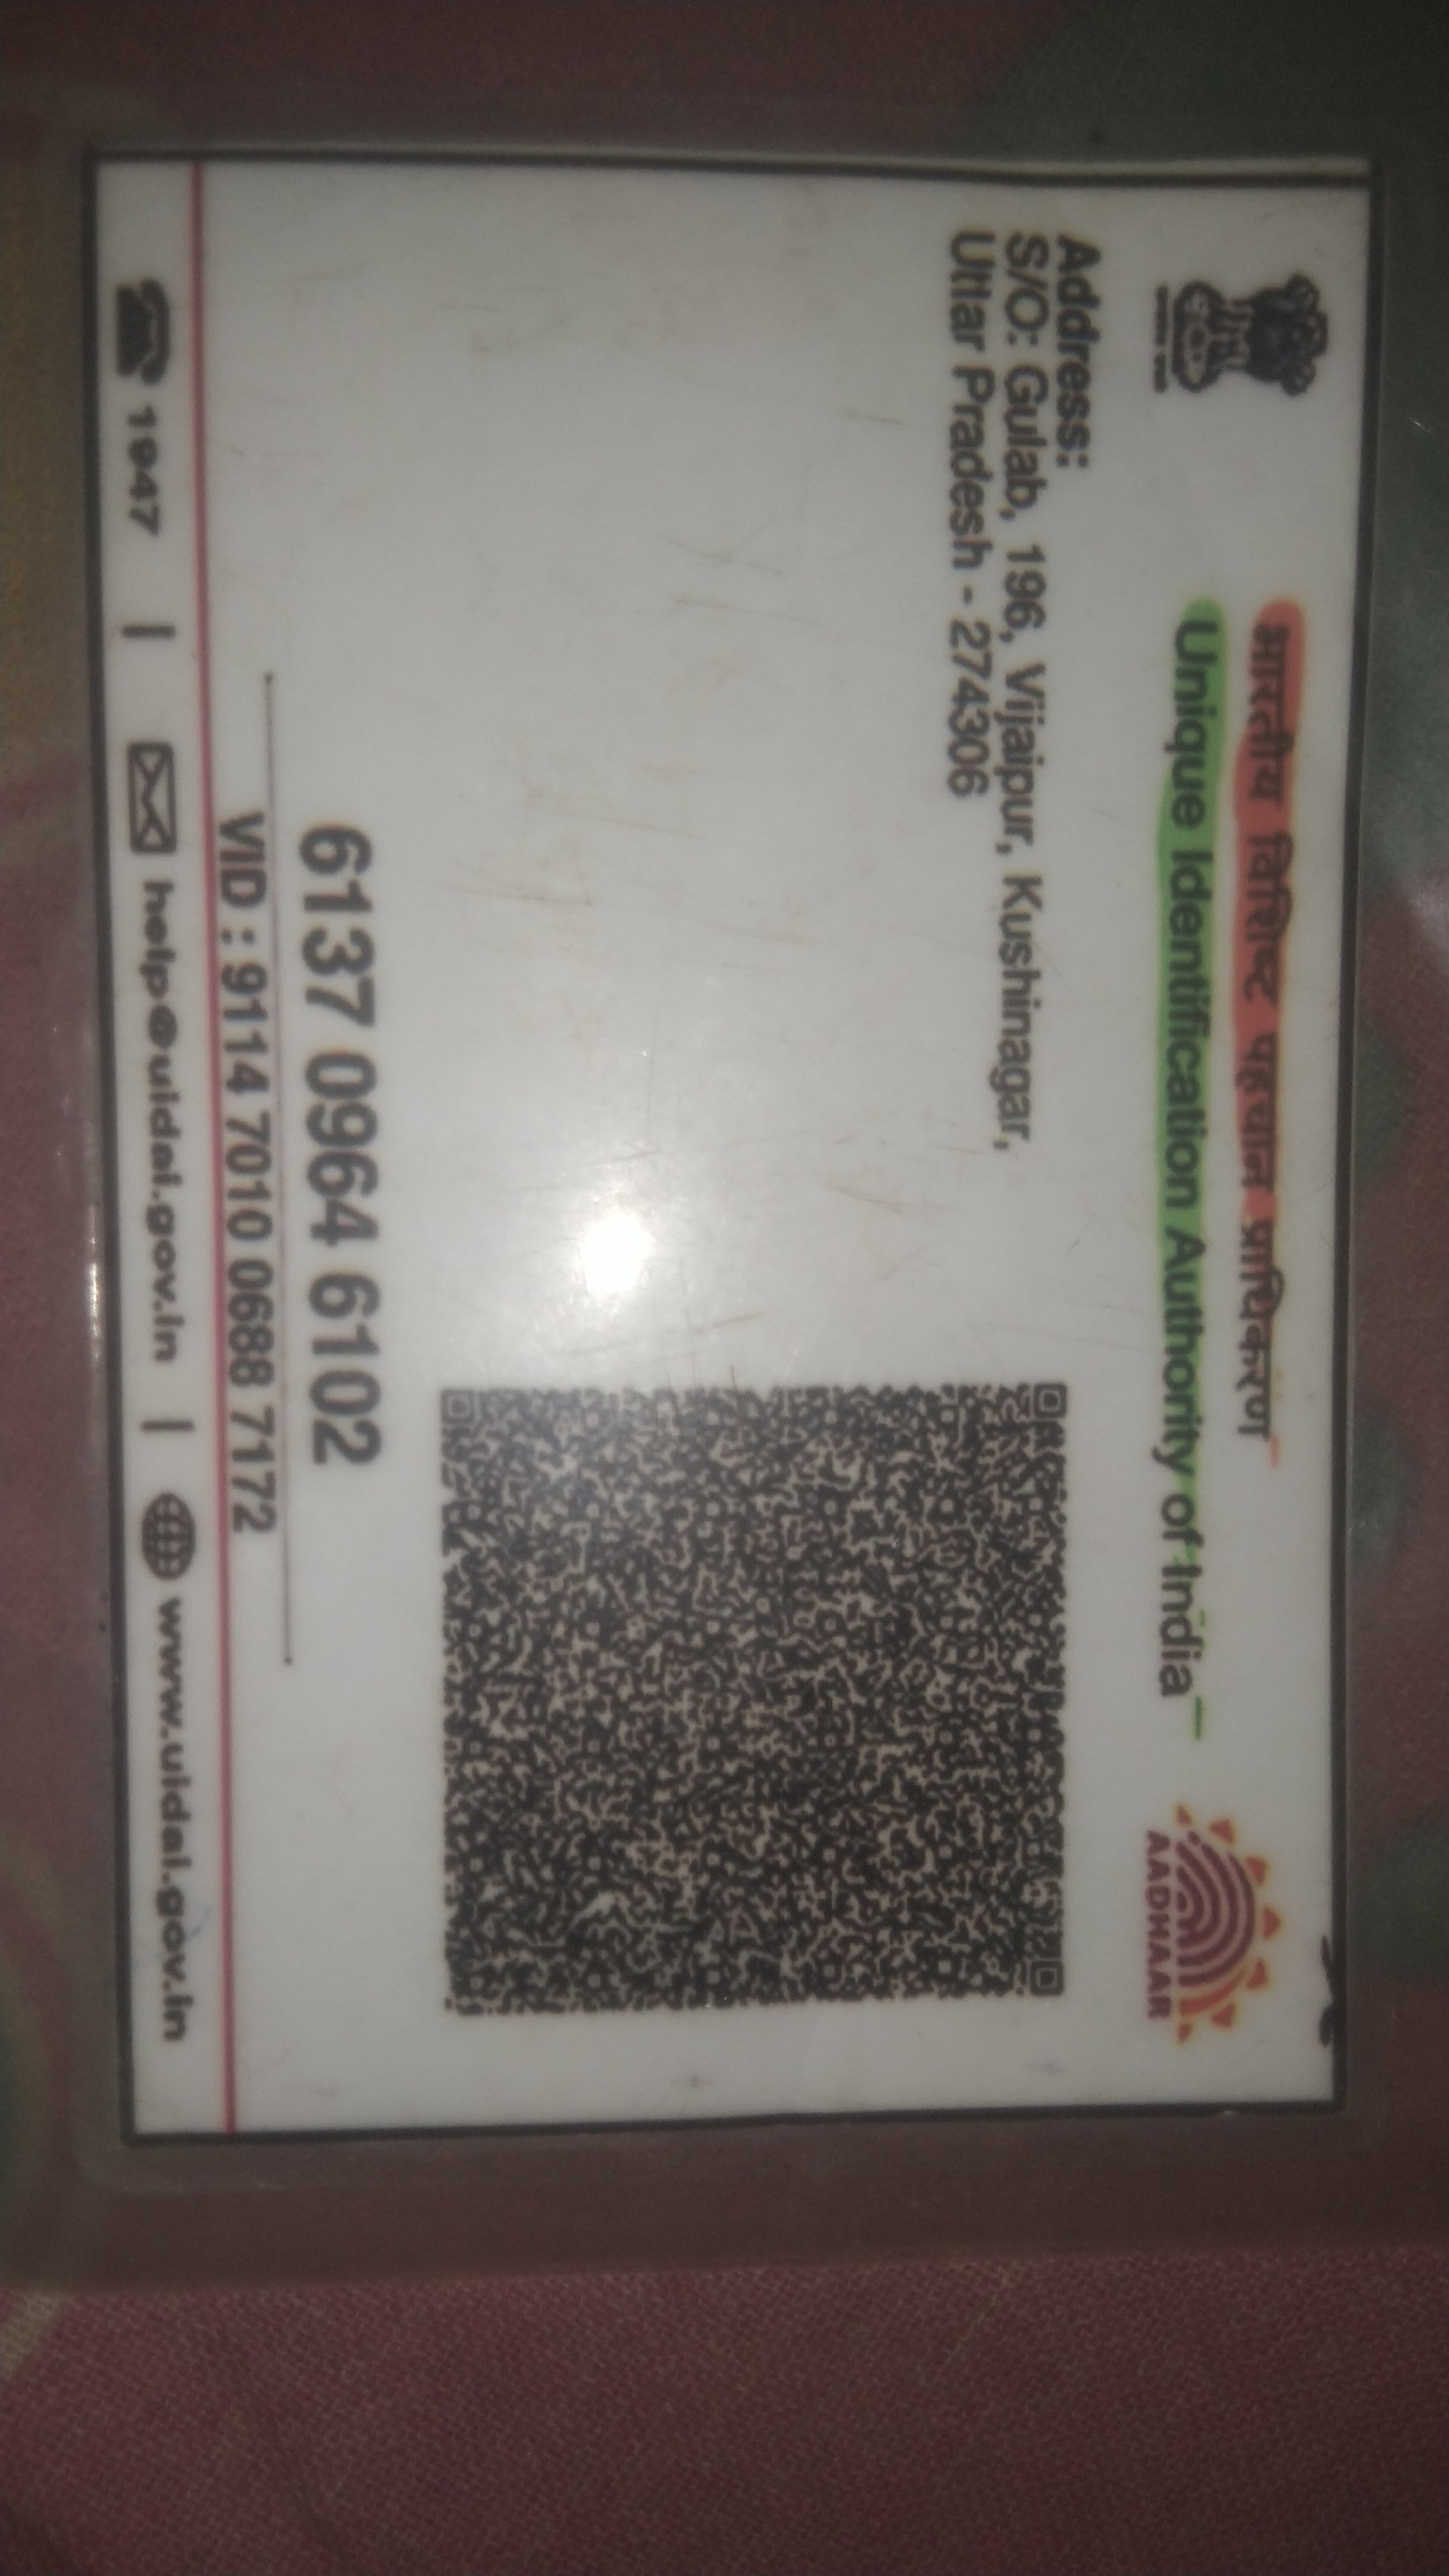 भारतीय विशिष्ट पहचान प्राधिकरण
Unique Identification Authority of India
AADHAAR
Address:
S/O: Gulab, 196, Vijaipur, Kushinagar,
Uttar Pradesh - 274306
6137 0964 6102
VID : 9114 7010 0688 7172
1947 | help@uidai.gov.in | www.uidai.gov.in